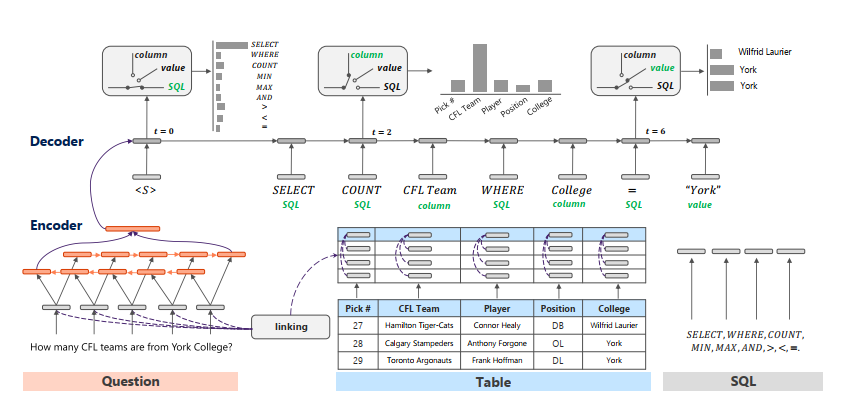 column
value
SQL
SELECT
WHERE
COUNT
MIN
MAX
AND
>
<
=
column
value
SQL
Pick #
CFL Team
Player
Position
College
column
value
SQL
Wilfrid Laurier
York
York
Decoder
t = 0
t = 2
t = 6
<S>
SELECT
COUNT
CFL Team
WHERE
College
=
"York"
SQL
SQL
column
SQL
column
SQL
value
Encoder
linking
How many CFL teams are from York College?
Pick # CFL Team Player Position College
27 Hamilton Tiger-Cats Connor Healy DB Wilfrid Laurier
28 Calgary Stampeders Anthony Forgone OL York
29 Toronto Argonauts Frank Hoffman DL York
SELECT, WHERE, COUNT,
MIN, MAX, AND, >, <, =.
Question
Table
SQL